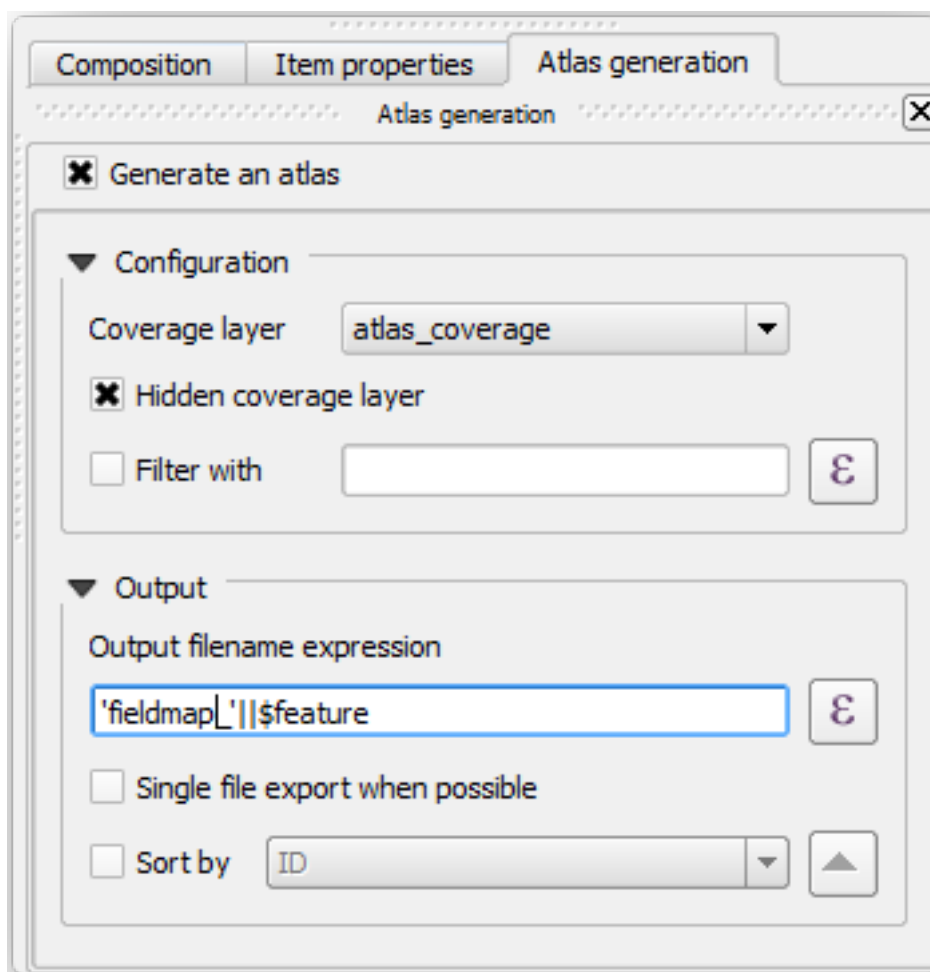 Composition Item properties Atlas generation
Atlas generation
Generate an atlas
Configuration
Coverage layer atlas_coverage
Hidden coverage layer
Filter with ε
Output
Output filename expression
'fieldmap_'||$feature ε
Single file export when possible
Sort by ID